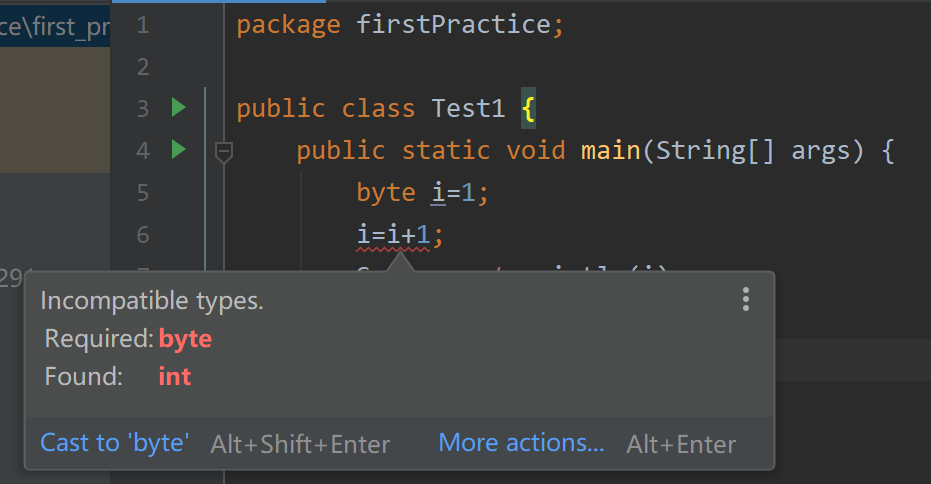 ce\first_pr
1 package firstPractice;
2
3 public class Test1 {
4 public static void main(String[] args) {
5 byte i=1;
6 i=i+1;
29
Incompatible types.
Required: byte
Found: int
Cast to 'byte' Alt+Shift+Enter More actions... Alt+Enter